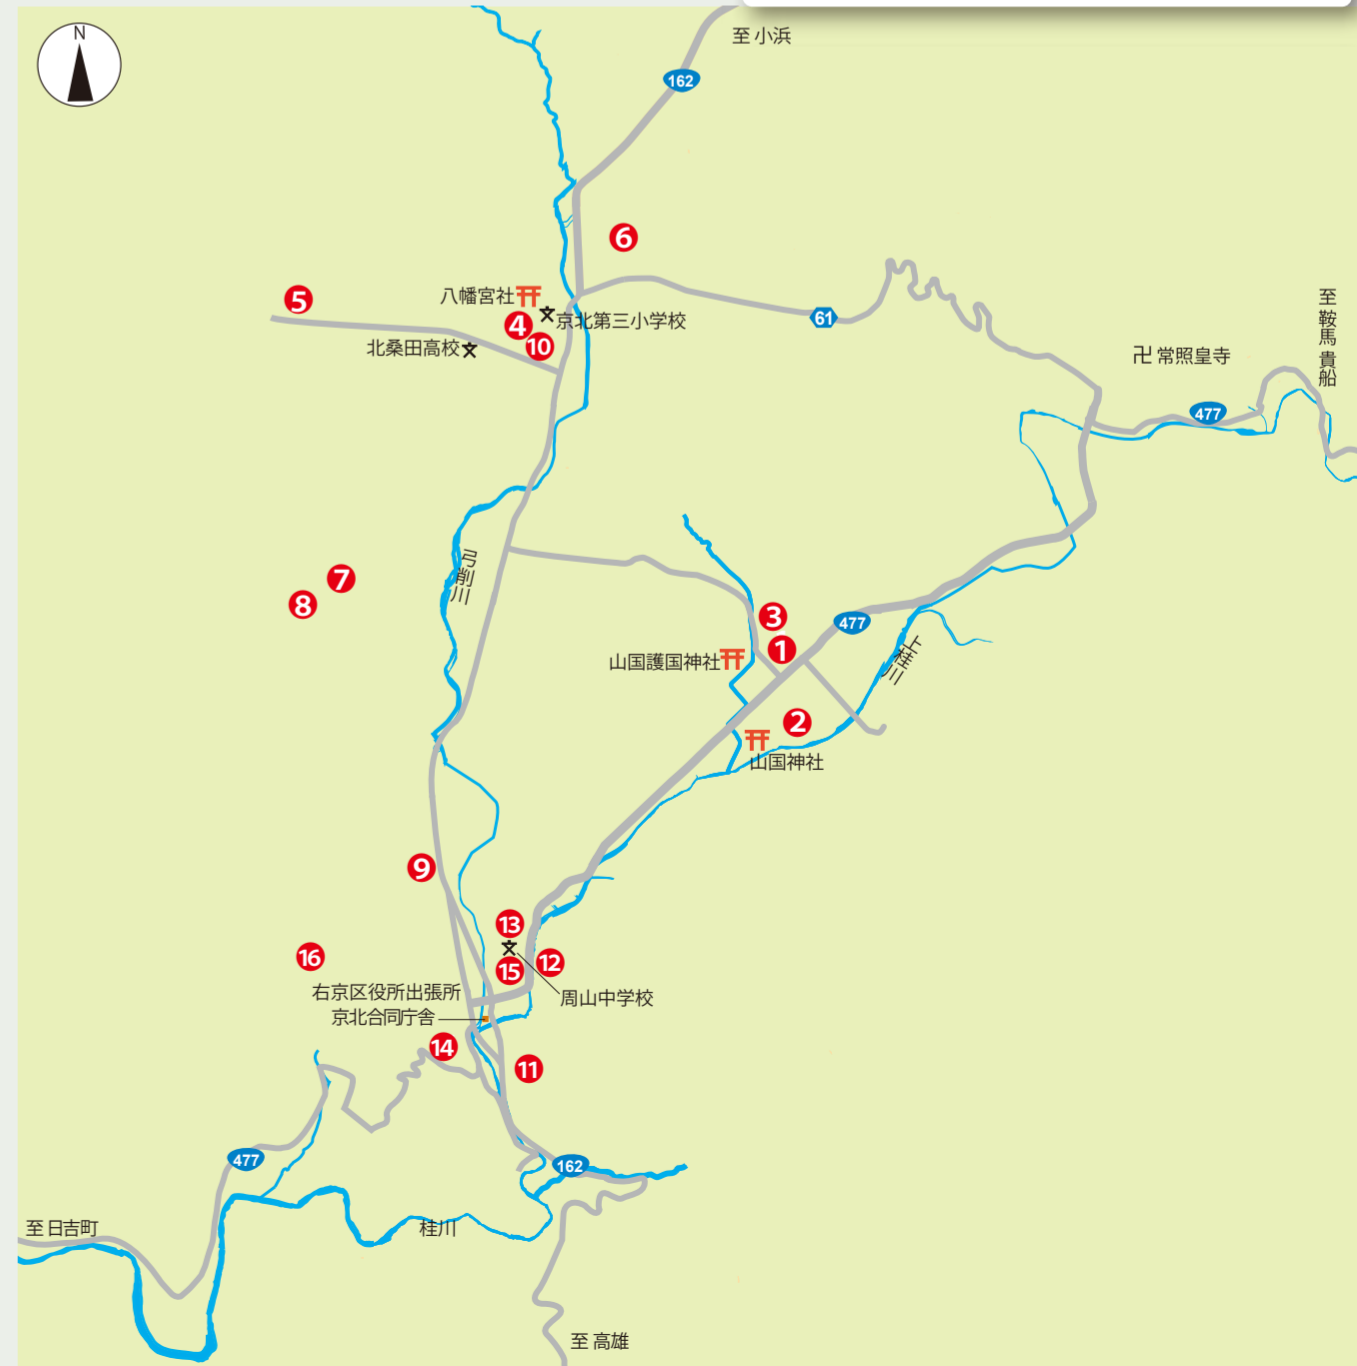 N
至 小浜
162
6
5
八幡宮社
4
京北第三小学校
61
至 鞍馬 貴船
北桑田高校
10
卍 常照皇寺
477
弓削川
7
8
3
477
1
山国護国神社
上桂川
2
山国神社
9
13
16
15
12
右京区役所出張所
京北合同庁舎
周山中学校
14
11
477
162
至 日吉町
桂川
至 高雄